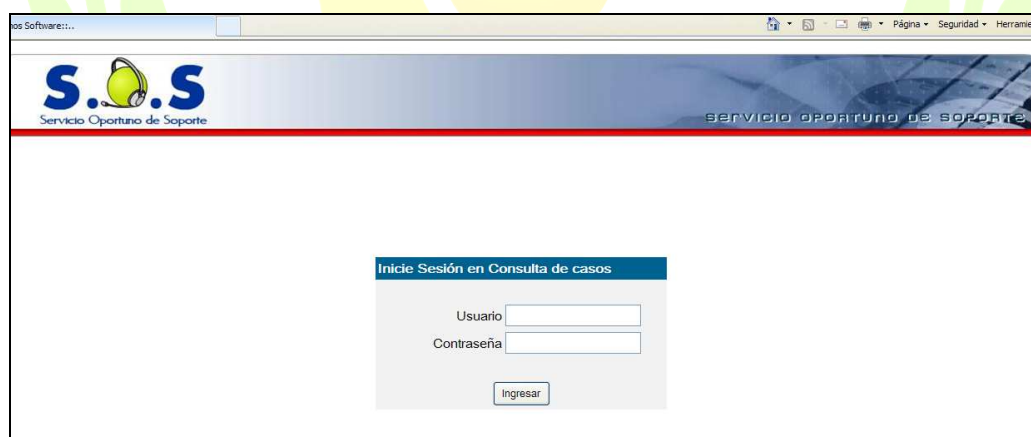 os Software::..
Página Seguridad Herramie
S.O.S
Servicio Oportuno de Soporte
SERVICIO OPORTUNO DE SOPORTE
Inicie Sesión en Consulta de casos
Usuario
Contraseña
Ingresar